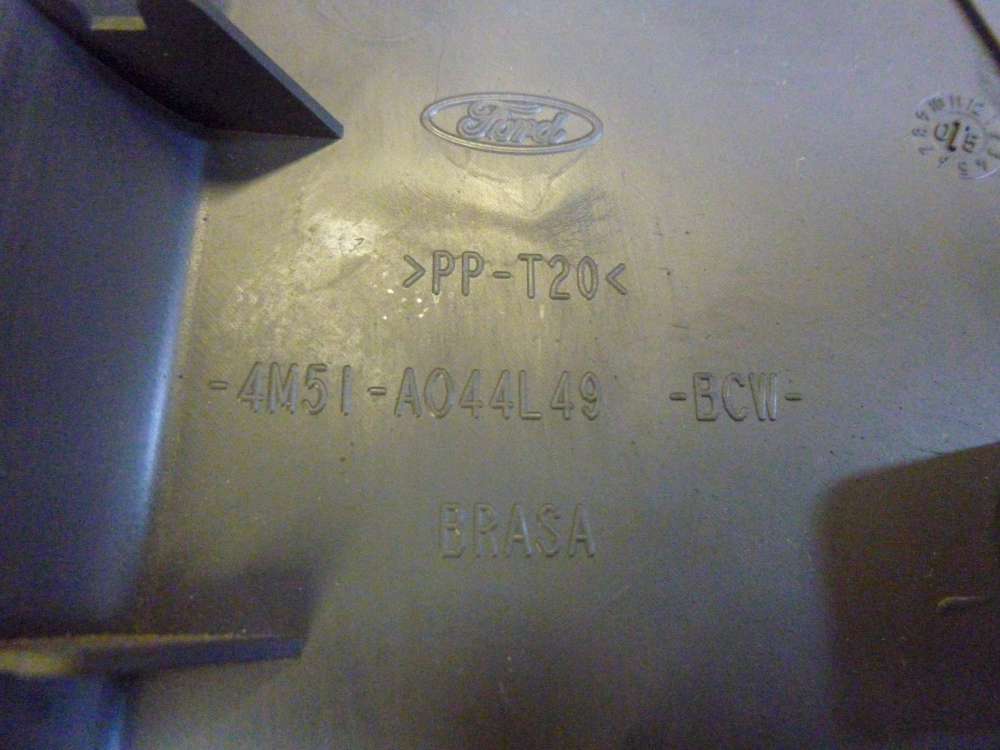 Ford
>PP-T20<
-4M51-A044L49 -BCW-
BRASA